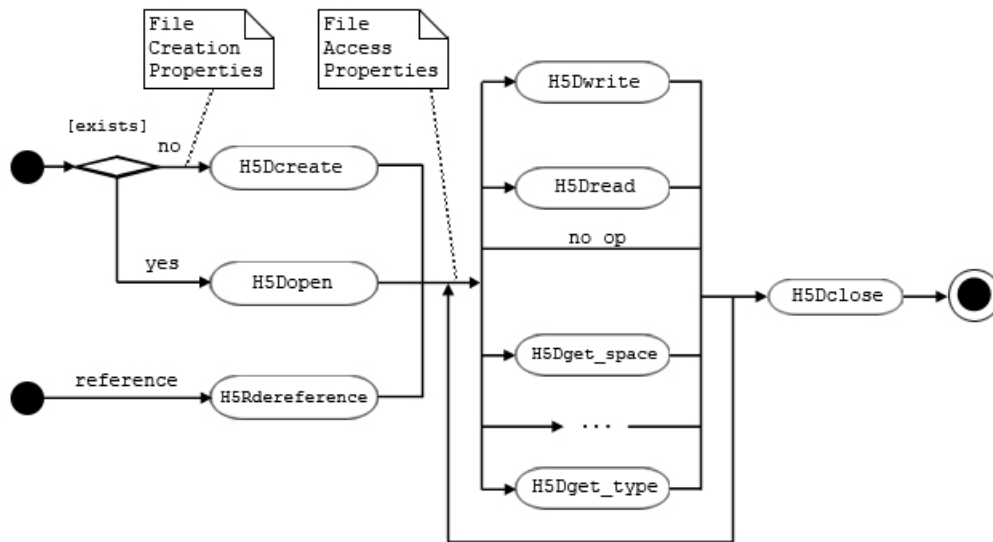 File
Creation
Properties
File
Access
Properties
H5Dwrite
[exists]
no
H5Dcreate
H5Dread
no op
yes
H5Dopen
H5Dclose
H5Dget_space
reference
H5Rdereference
...
H5Dget_type